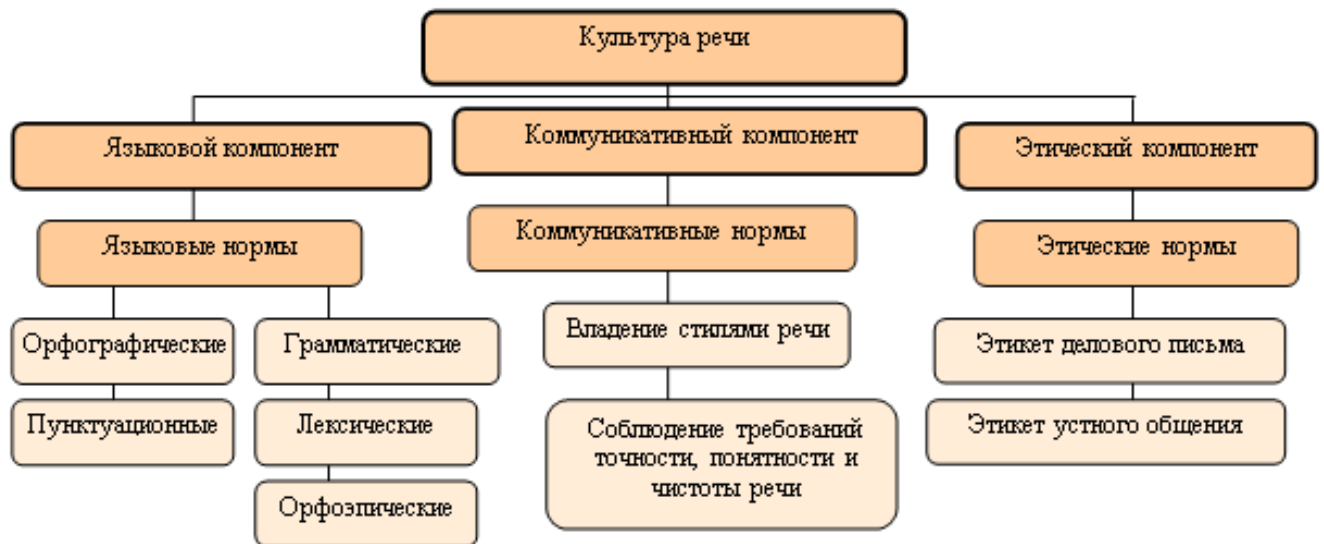 Культура речи
Языковой компонент
Коммуникативный компонент
Этический компонент
Языковые нормы
Коммуникативные нормы
Этические нормы
Орфографические
Грамматические
Владение стилями речи
Этикет делового письма
Пунктуационные
Лексические
Соблюдение требований
точности, понятности и
чистоты речи
Этикет устного общения
Орфоэпические